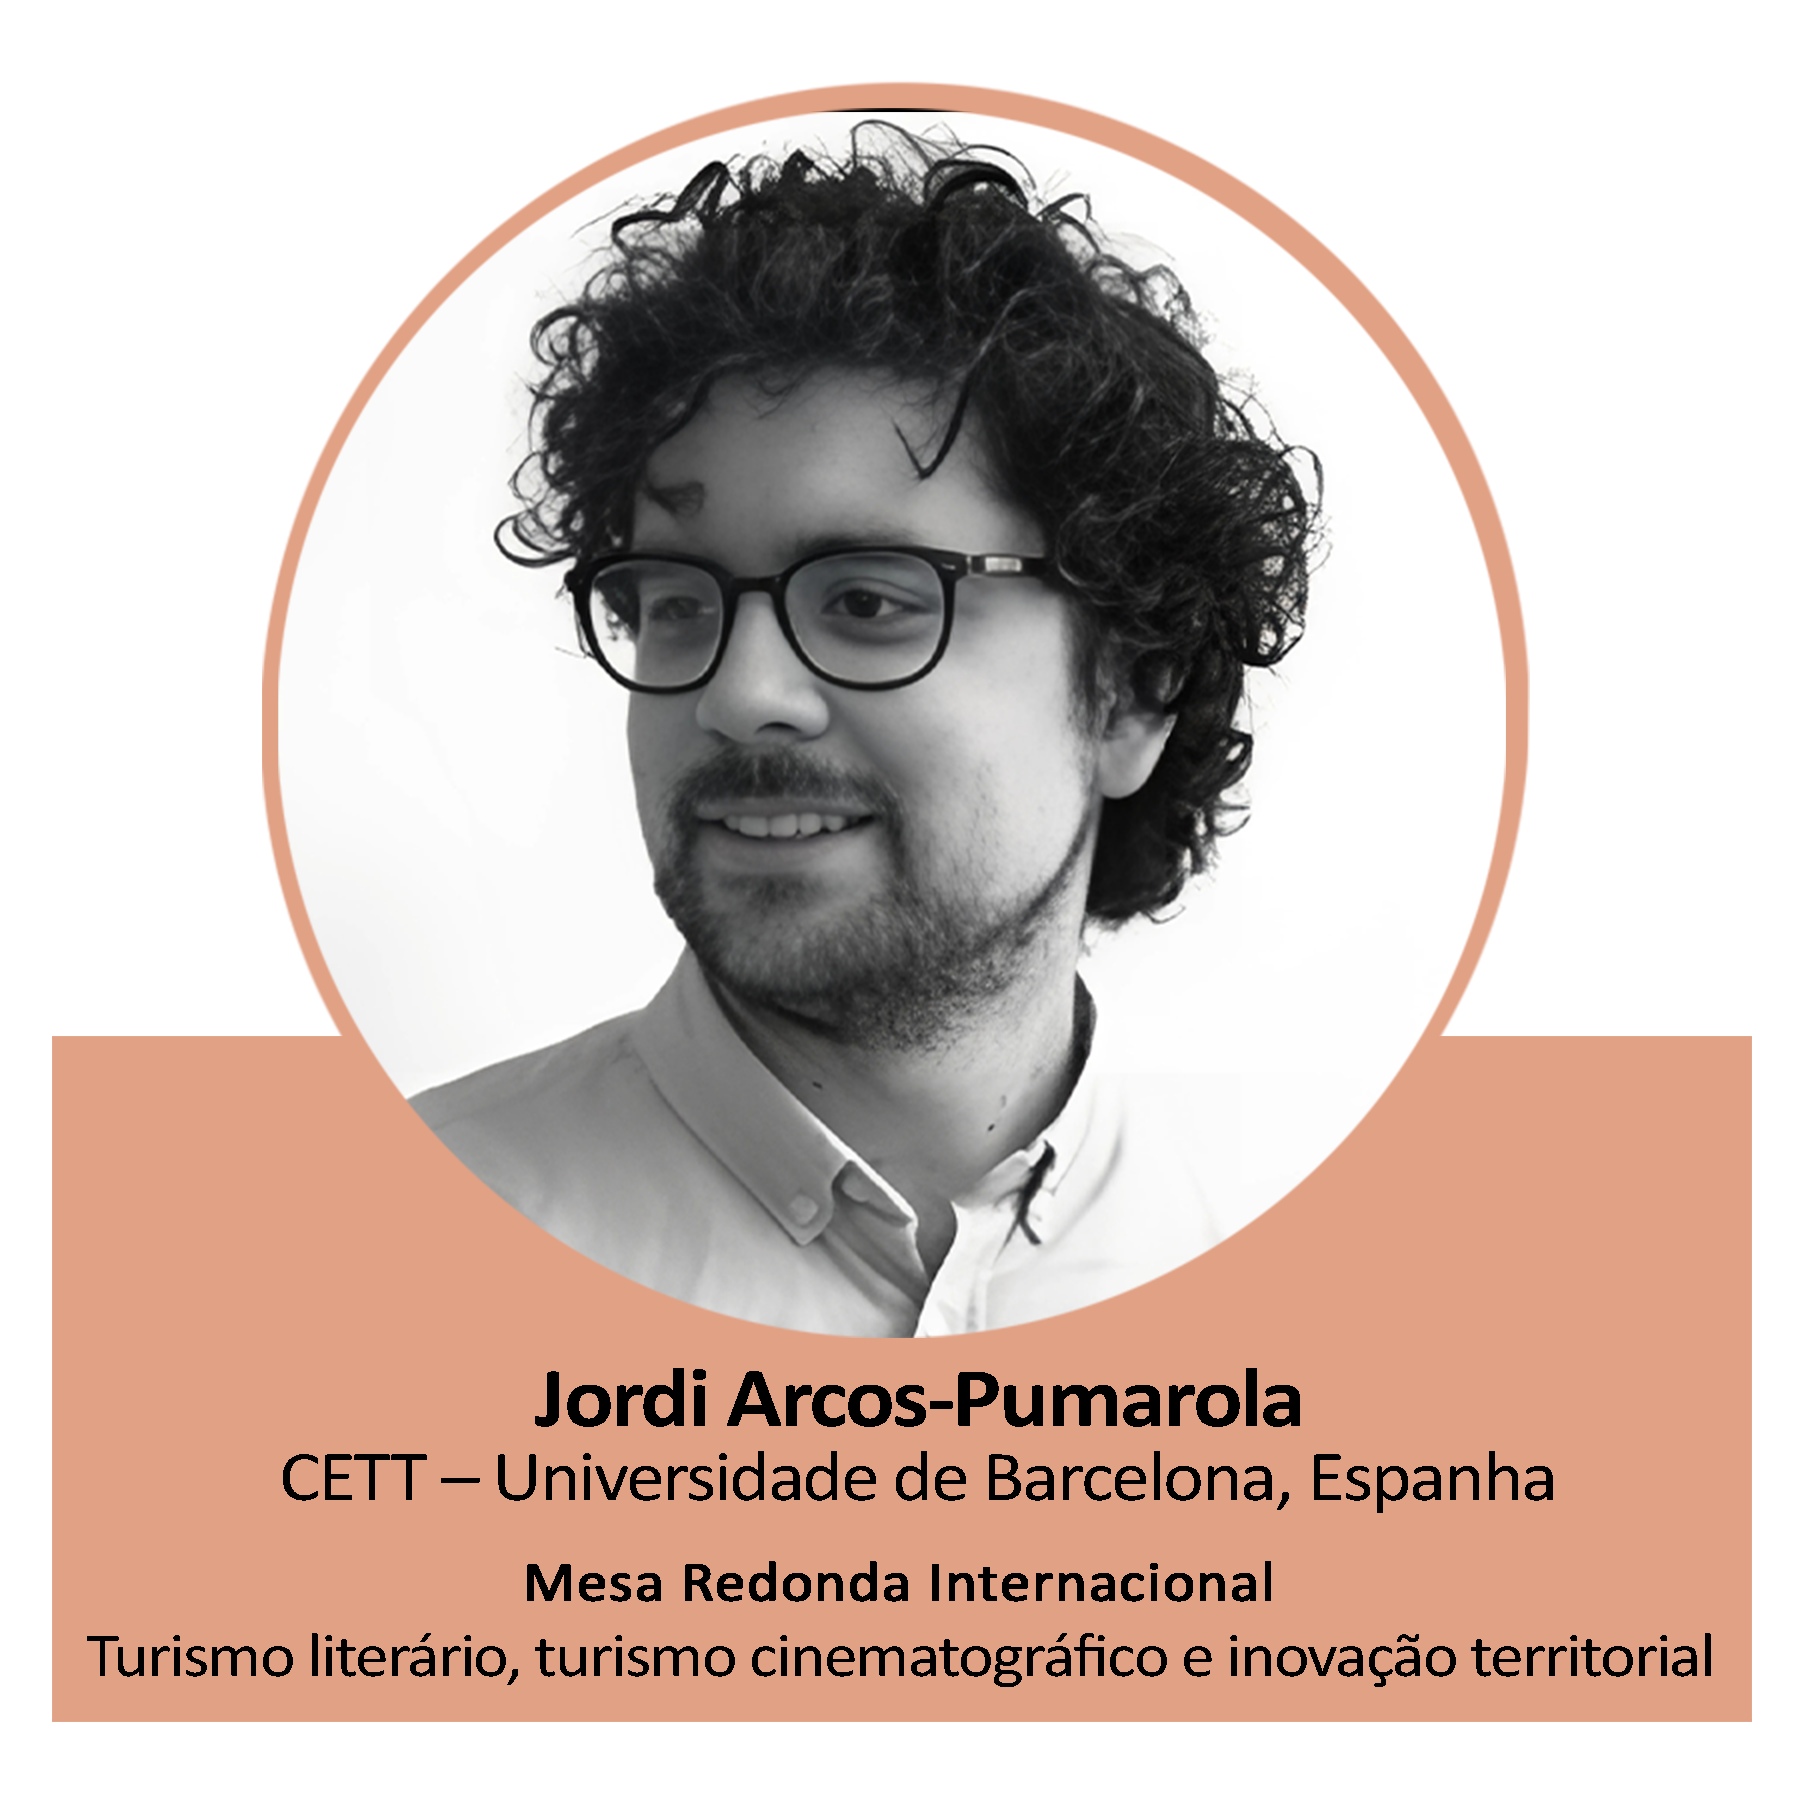 Jordi Arcos-Pumarola
CETT – Universidade de Barcelona, Espanha
Mesa Redonda Internacional
Turismo literário, turismo cinematográfico e inovação territorial